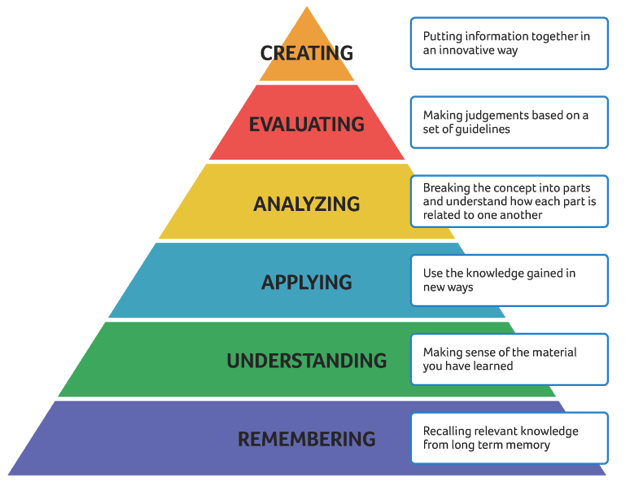 CREATING
Putting information together in
an innovative way
EVALUATING
Making judgements based on a
set of guidelines
ANALYZING
Breaking the concept into parts
and understand how each part is
related to one another
APPLYING
Use the knowledge gained in
new ways
UNDERSTANDING
Making sense of the material
you have learned
REMEMBERING
Recalling relevant knowledge
from long term memory